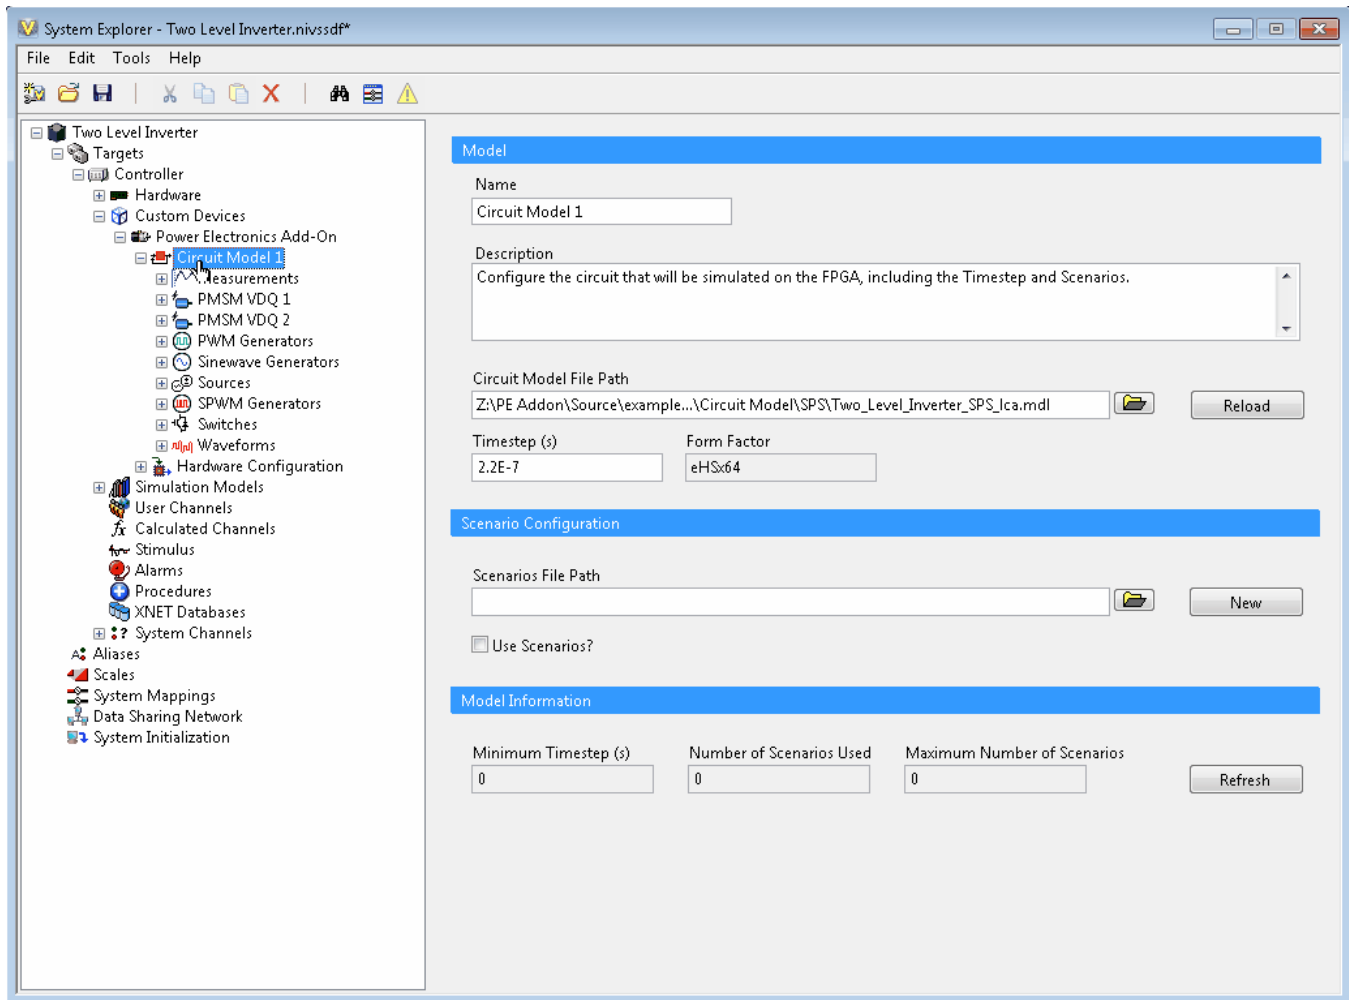 System Explorer - Two Level Inverter.nivssdf*
File Edit Tools Help
Two Level Inverter
Targets
Controller
Hardware
Custom Devices
Power Electronics Add-On
Circuit Model 1
Measurements
PMSM VDQ 1
PMSM VDQ 2
PWM Generators
Sinewave Generators
Sources
SPWM Generators
Switches
Waveforms
Hardware Configuration
Simulation Models
User Channels
Calculated Channels
Stimulus
Alarms
Procedures
XNET Databases
System Channels
Aliases
Scales
System Mappings
Data Sharing Network
System Initialization
Model
Name
Circuit Model 1
Description
Configure the circuit that will be simulated on the FPGA, including the Timestep and Scenarios.
Circuit Model File Path
Z:\PE Addon\Source\example...\Circuit Model\SPS\Two_Level_Inverter_SPS_lca.mdl
Reload
Timestep (s) Form Factor
2.2E-7 eHSx64
Scenario Configuration
Scenarios File Path
New
Use Scenarios?
Model Information
Minimum Timestep (s) Number of Scenarios Used Maximum Number of Scenarios
0 0 0 Refresh